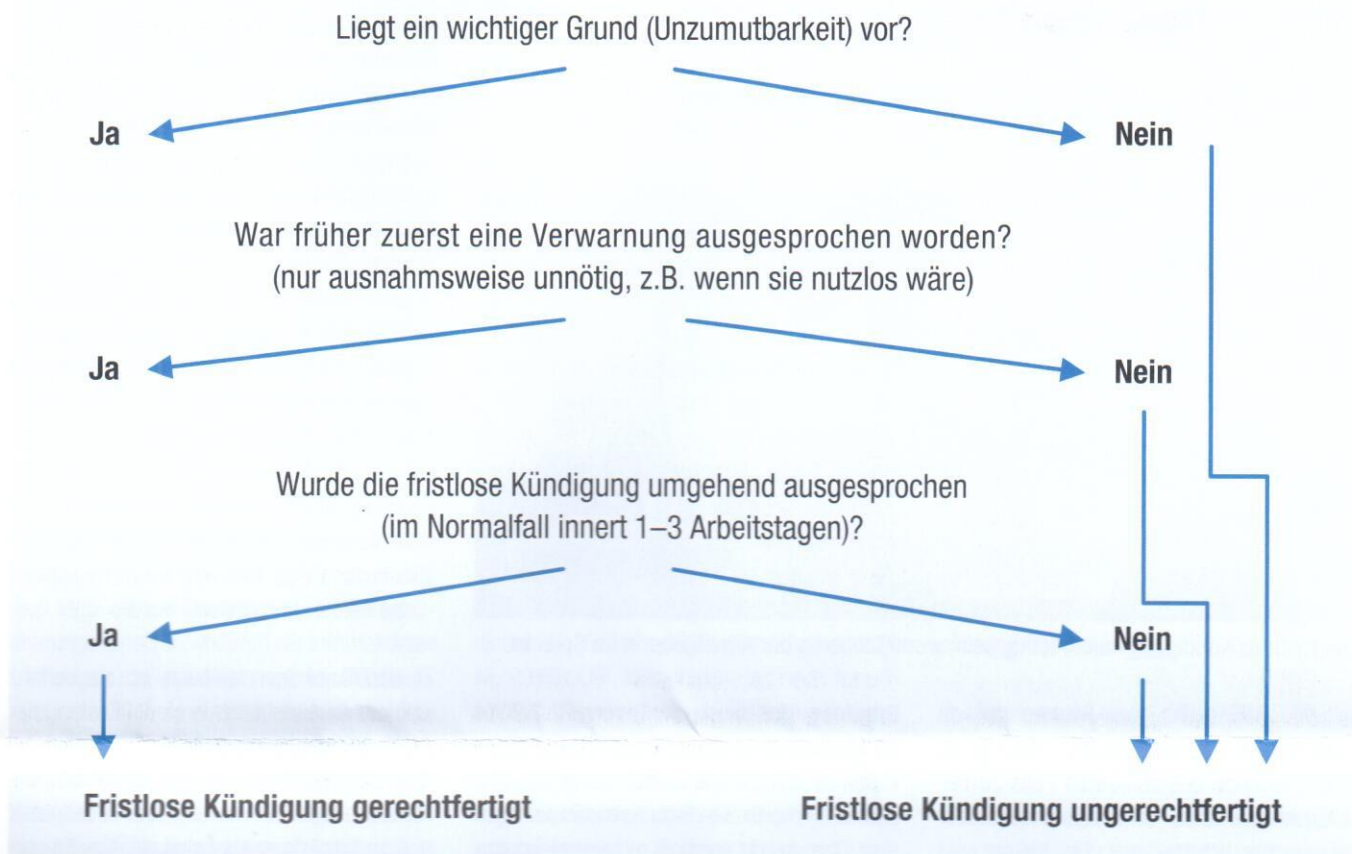 Liegt ein wichtiger Grund (Unzumutbarkeit) vor?
Ja
Nein
War früher zuerst eine Verwarnung ausgesprochen worden?
(nur ausnahmsweise unnötig, z.B. wenn sie nutzlos wäre)
Ja
Nein
Wurde die fristlose Kündigung umgehend ausgesprochen
(im Normalfall innert 1–3 Arbeitstagen)?
Ja
Nein
Fristlose Kündigung gerechtfertigt
Fristlose Kündigung ungerechtfertigt